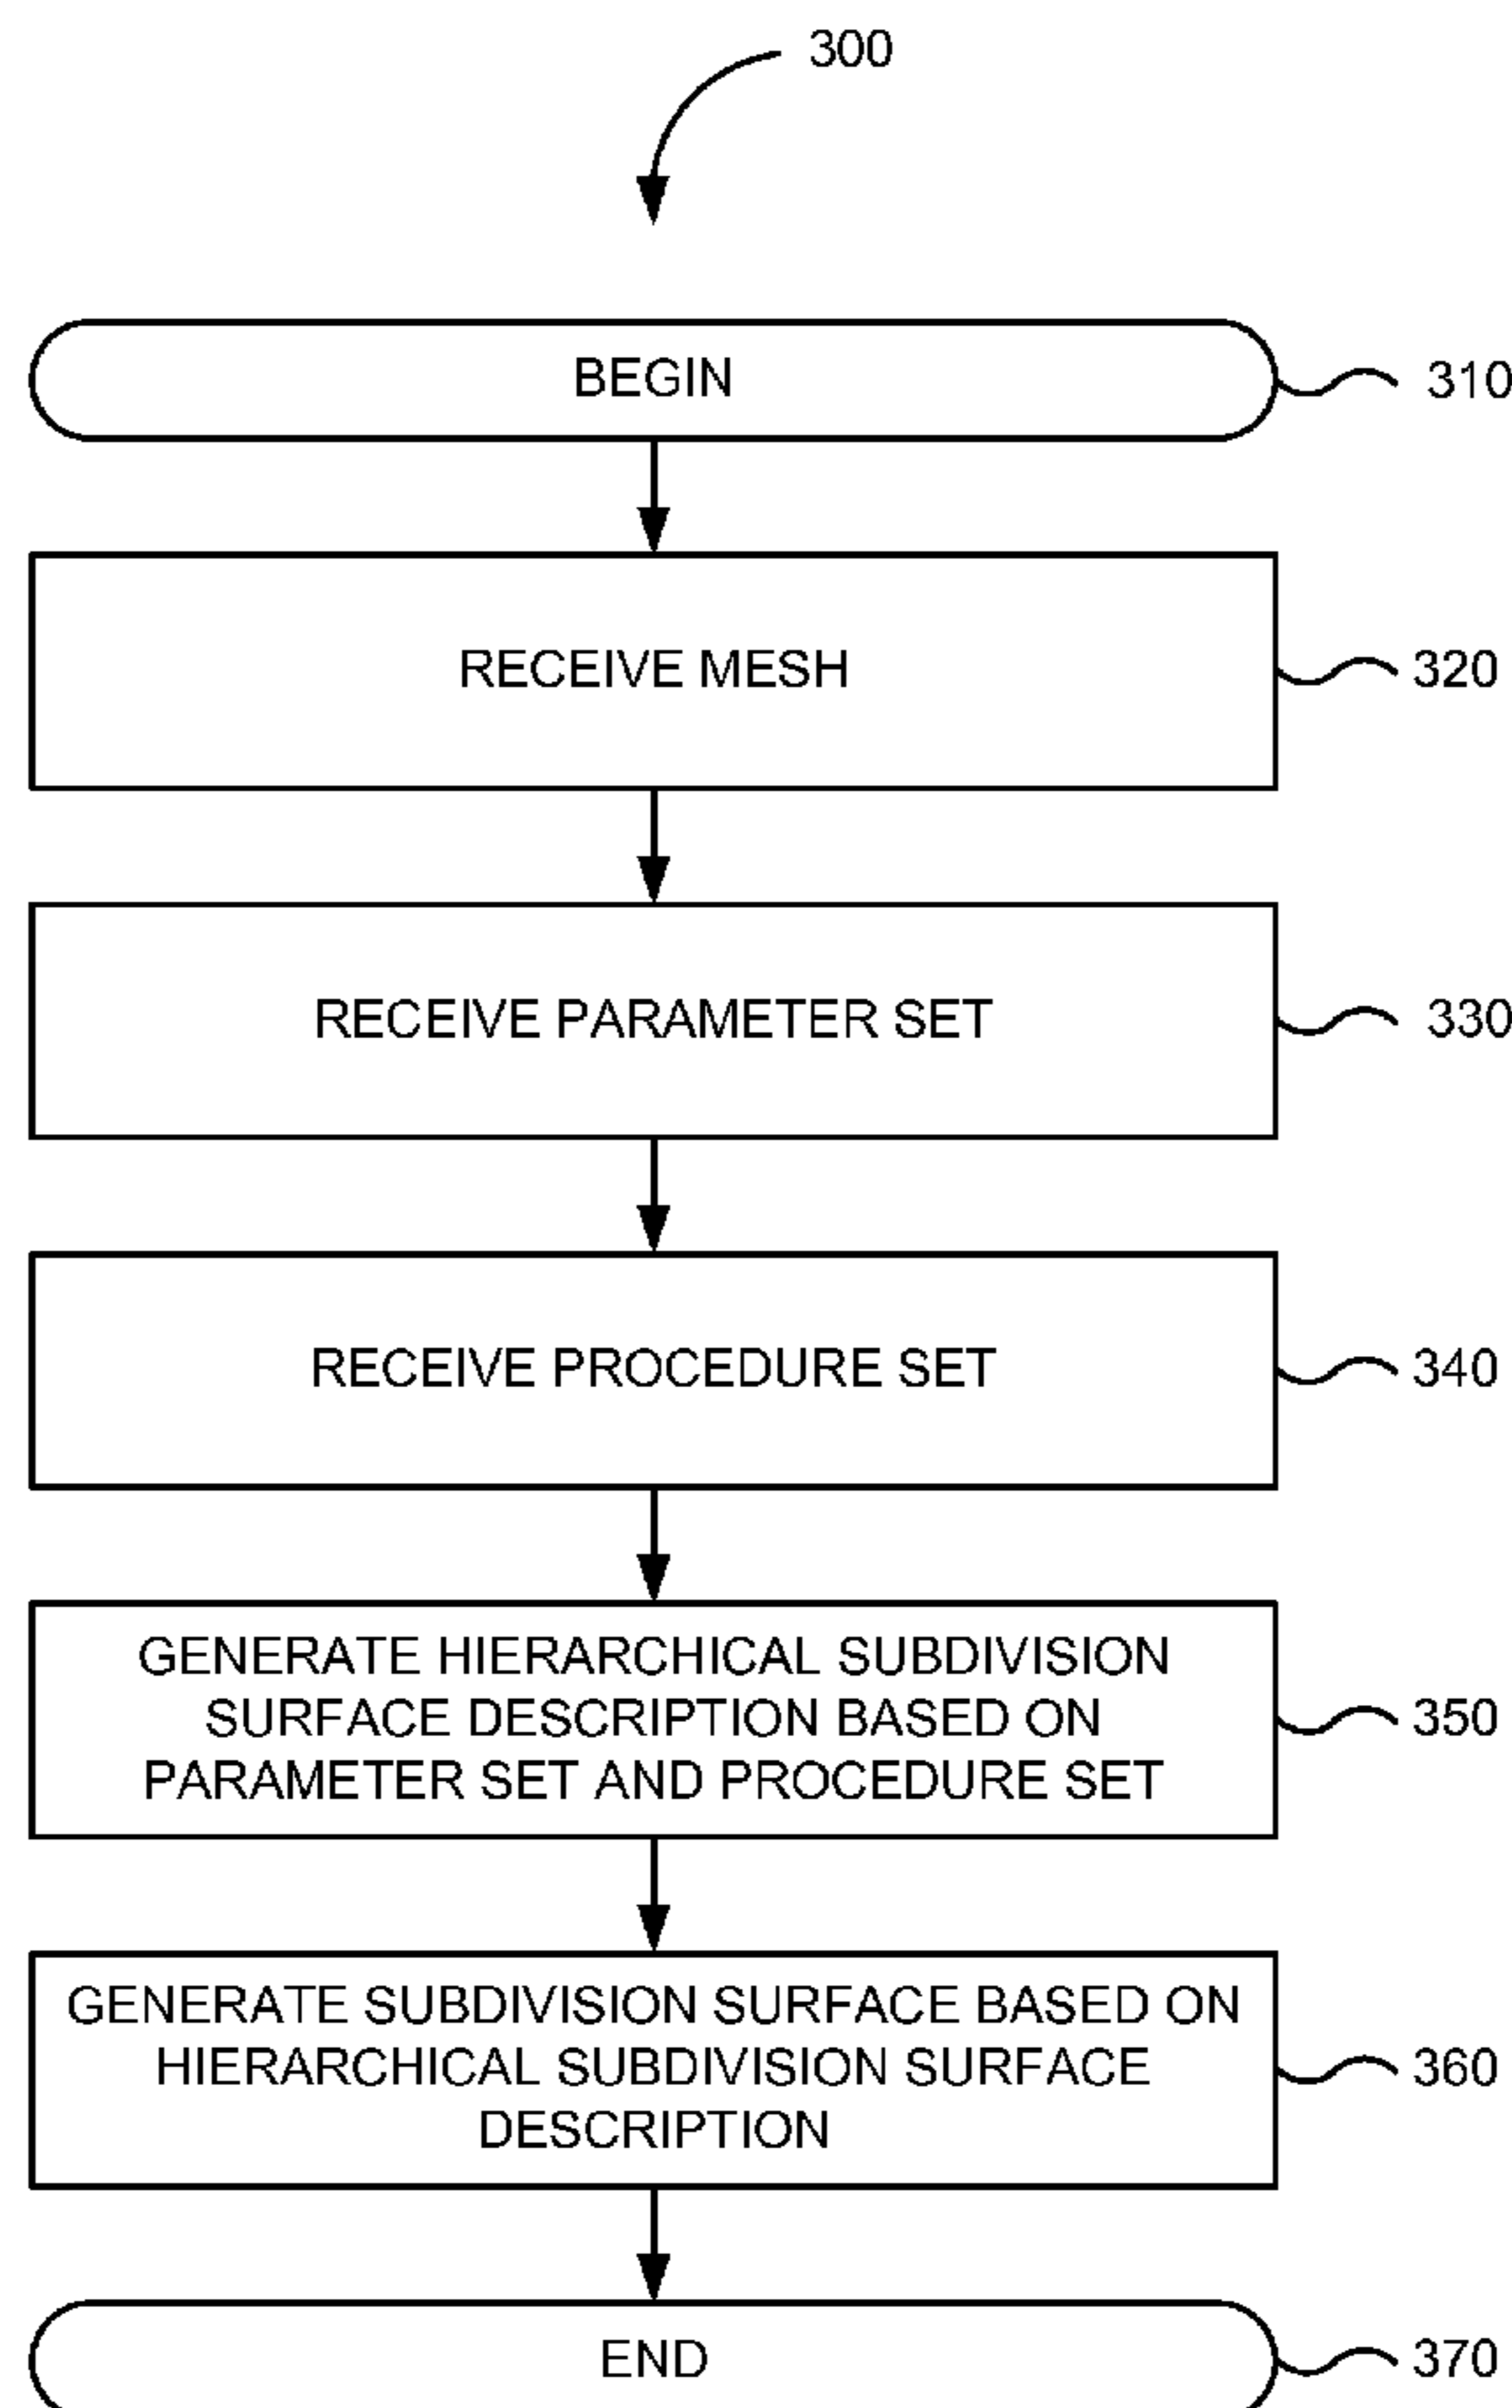 300
BEGIN
310
RECEIVE MESH
320
RECEIVE PARAMETER SET
330
RECEIVE PROCEDURE SET
340
GENERATE HIERARCHICAL SUBDIVISION
SURFACE DESCRIPTION BASED ON
PARAMETER SET AND PROCEDURE SET
350
GENERATE SUBDIVISION SURFACE BASED ON
HIERARCHICAL SUBDIVISION SURFACE
DESCRIPTION
360
END
370